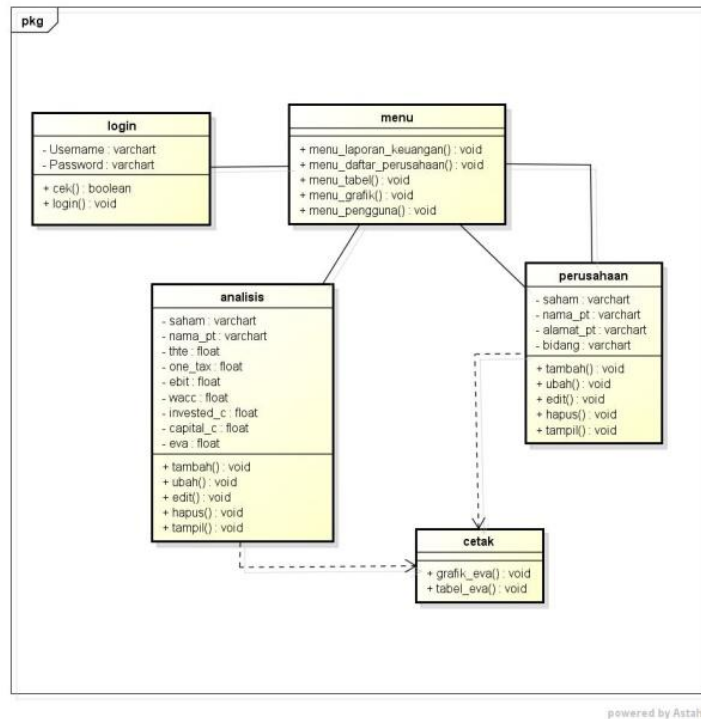 pkg
login
- Username : varchart
- Password : varchart
+ cek() : boolean
+ login() : void
menu
+ menu_laporan_keuangan() : void
+ menu_daftar_perusahaan() : void
+ menu_tabel() : void
+ menu_grafik() : void
+ menu_pengguna() : void
analisis
- saham : varchart
- nama_pt : varchart
- thte : float
- one_tax : float
- ebit : float
- wacc : float
- invested_c : float
- capital_c : float
- eva : float
+ tambah() : void
+ ubah() : void
+ edit() : void
+ hapus() : void
+ tampil() : void
perusahaan
- saham : varchart
- nama_pt : varchart
- alamat_pt : varchart
- bidang : varchart
+ tambah() : void
+ ubah() : void
+ edit() : void
+ hapus() : void
+ tampil() : void
cetak
+ grafik_eva() : void
+ tabel_eva() : void
powered by Astah